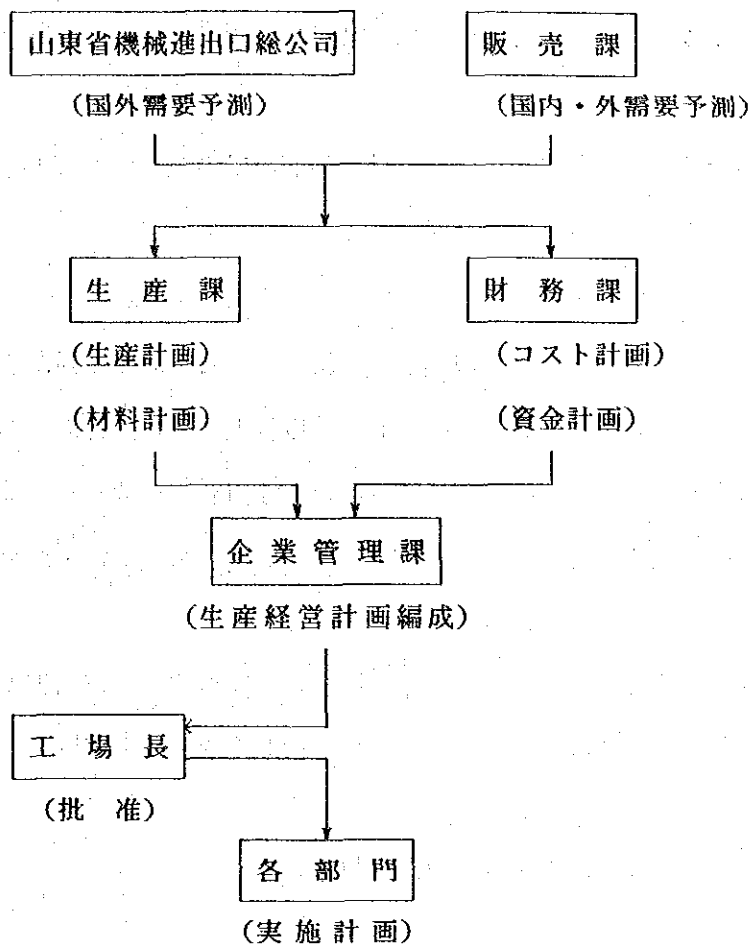 山東省機械進出口総公司
販売課
(国外需要予測)
(国内・外需要予測)
生産課
財務課
(生産計画)
(コスト計画)
(材料計画)
(資金計画)
企業管理課
(生産経営計画編成)
工場長
(批准)
各部門
(実施計画)